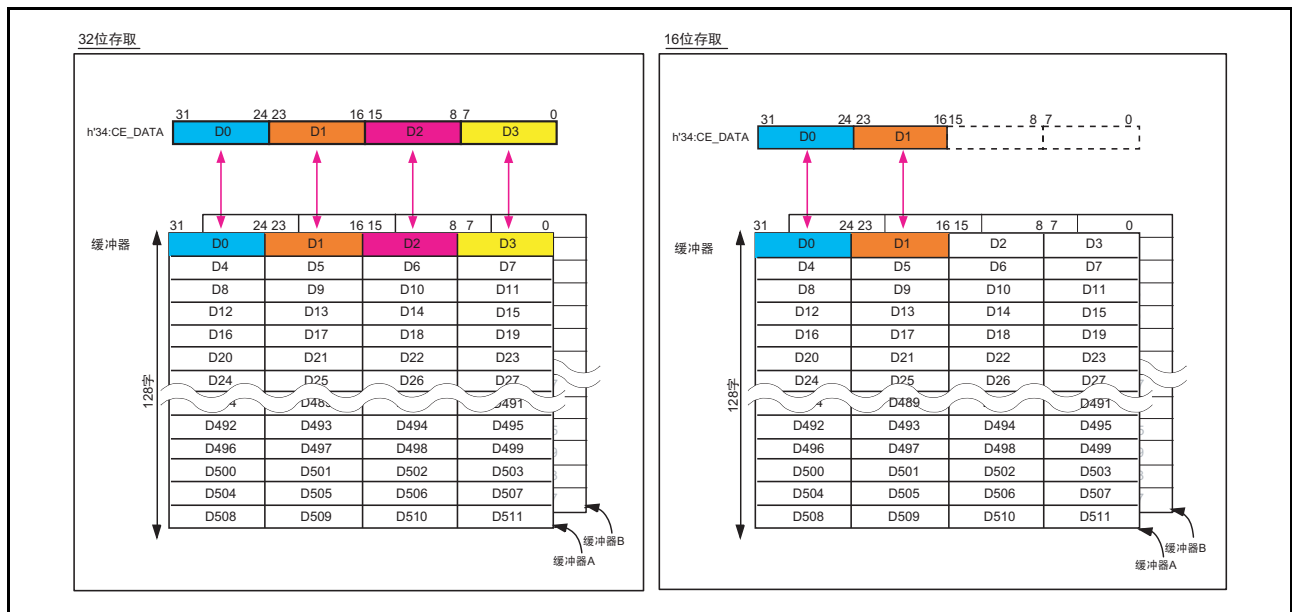 32位存取
31 24 23 16 15 8 7 0
h'34:CE_DATA D0 D1 D2 D3
31 24 23 16 15 8 7 0
缓冲器
D0 D1 D2 D3
D4 D5 D6 D7
D8 D9 D10 D11
D12 D13 D14 D15
D16 D17 D18 D19
D20 D21 D22 D23
D24 D25 D26 D27
128字
D491
D492 D493 D494 D495
D496 D497 D498 D499
D500 D501 D502 D503
D504 D505 D506 D507
D508 D509 D510 D511
缓冲器B
缓冲器A
16位存取
31 24 23 16 15 8 7 0
h'34:CE_DATA D0 D1
31 24 23 16 15 8 7 0
缓冲器
D0 D1 D2 D3
D4 D5 D6 D7
D8 D9 D10 D11
D12 D13 D14 D15
D16 D17 D18 D19
D20 D21 D22 D23
D24 D25 D26 D27
128字
D489 D491
D492 D493 D494 D495
D496 D497 D498 D499
D500 D501 D502 D503
D504 D505 D506 D507
D508 D509 D510 D511
缓冲器B
缓冲器A